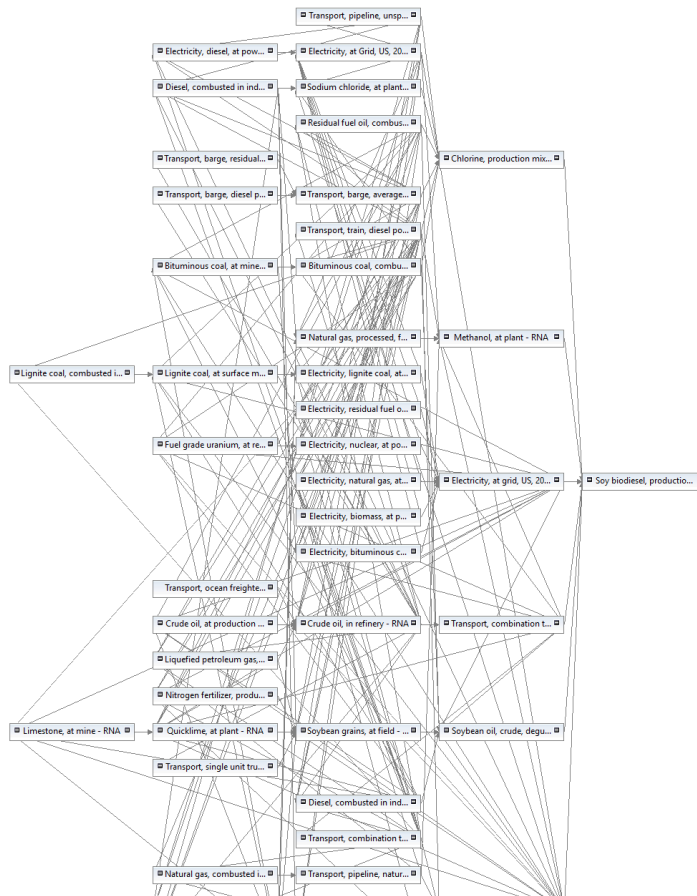 Transport, pipeline, unsp...
Electricity, diesel, at pow...
Electricity, at Grid, US, 20...
Diesel, combusted in ind...
Sodium chloride, at plant...
Residual fuel oil, combus...
Transport, barge, residual...
Chlorine, production mix...
Transport, barge, diesel p...
Transport, barge, average...
Transport, train, diesel po...
Bituminous coal, at mine...
Bituminous coal, combu...
Natural gas, processed, f...
Methanol, at plant - RNA
Lignite coal, combusted i...
Lignite coal, at surface m...
Electricity, lignite coal, at...
Electricity, residual fuel o...
Fuel grade uranium, at re...
Electricity, nuclear, at po...
Electricity, natural gas, at...
Electricity, at grid, US, 20...
Soy biodiesel, productio...
Electricity, biomass, at p...
Electricity, bituminous c...
Transport, ocean freighte...
Crude oil, at production ...
Crude oil, in refinery - RNA
Transport, combination t...
Liquefied petroleum gas,...
Nitrogen fertilizer, produ...
Limestone, at mine - RNA
Quicklime, at plant - RNA
Soybean grains, at field - ...
Soybean oil, crude, degu...
Transport, single unit tru...
Diesel, combusted in ind...
Transport, combination t...
Natural gas, combusted i...
Transport, pipeline, natur...